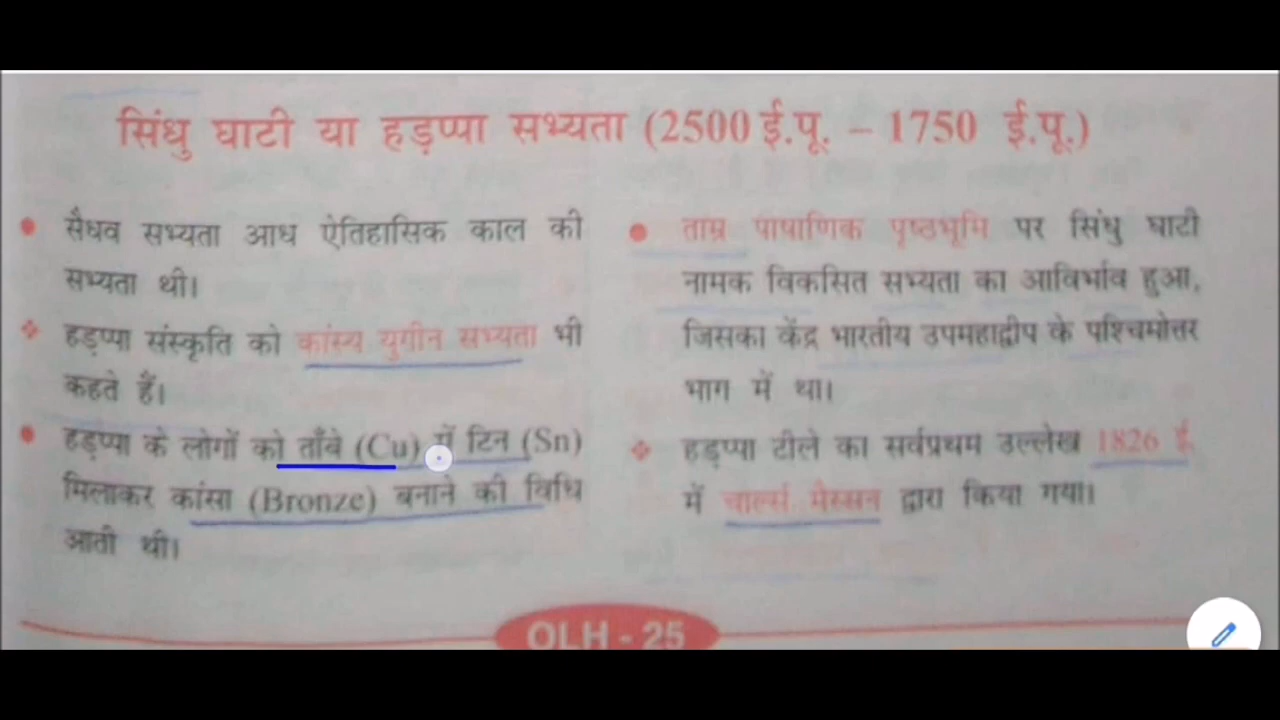 सिंधु घाटी या हड़प्पा सभ्यता (2500 ई.पू. – 1750 ई.पू.)
सैधव सभ्यता आध ऐतिहासिक काल की
सभ्यता थी।
हड़प्पा संस्कृति को कांस्य युगीन सभ्यता भी
कहते हैं।
हड़प्पा के लोगों को ताँबे (Cu) में टिन (Sn)
मिलाकर कांसा (Bronze) बनाने की विधि
आती थी।
ताम्र पाषाणिक पृष्ठभूमि पर सिंधु घाटी
नामक विकसित सभ्यता का आविर्भाव हुआ,
जिसका केंद्र भारतीय उपमहाद्वीप के पश्चिमोत्तर
भाग में था।
हड़प्पा टीले का सर्वप्रथम उल्लेख 1826 ई.
में चार्ल्स मैस्सन द्वारा किया गया।
OLH - 25